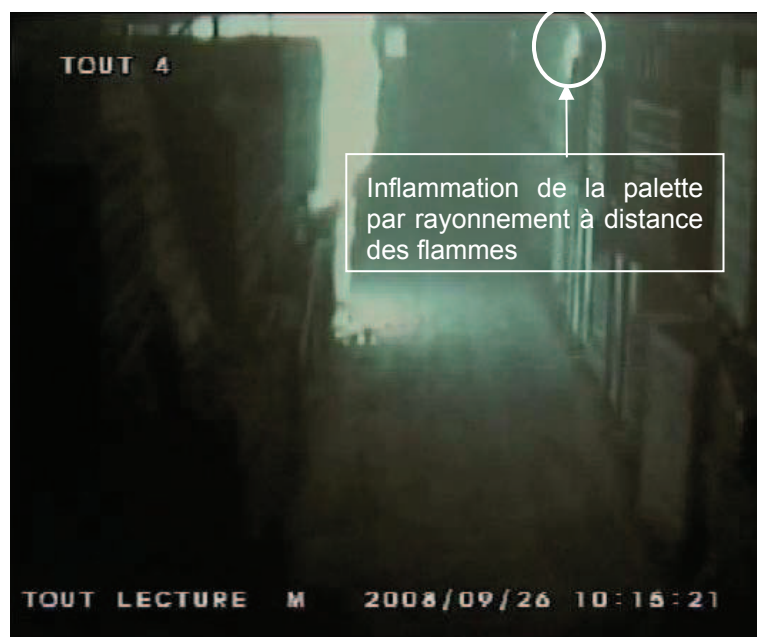 TOUT 4
Inflammation de la palette
par rayonnement à distance
des flammes
TOUT LECTURE M 2008/09/26 10:15:21